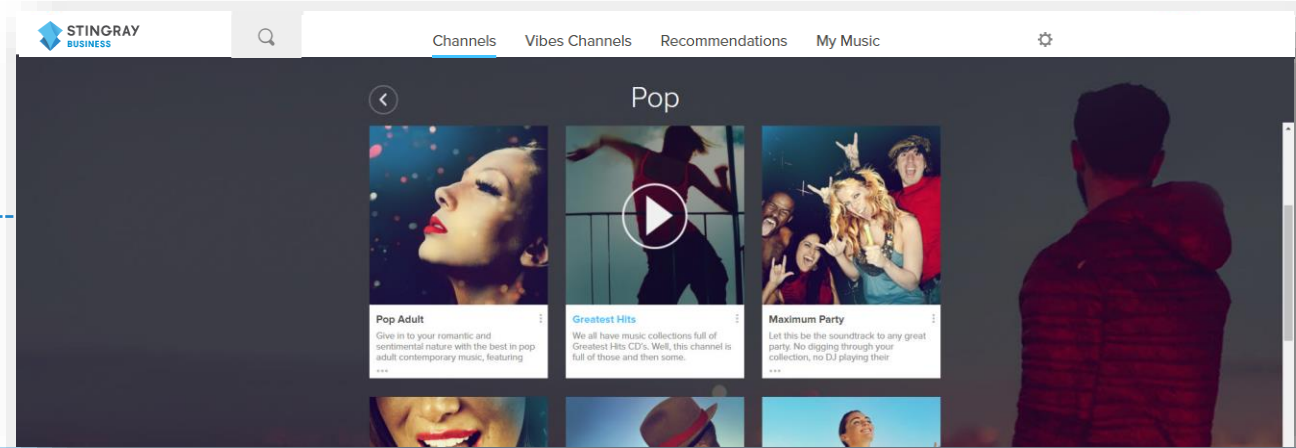 STINGRAY
BUSINESS
Channels Vibes Channels Recommendations My Music
Pop
Pop Adult
Give in to your romantic and
sentimental nature with the best in pop
adult contemporary music, featuring
...
Greatest Hits
We all have music collections full of
Greatest Hits CD's. Well, this channel is
full of those and then some.
Maximum Party
Let this be the soundtrack to any great
party. No digging through your
collection, no DJ playing their
...